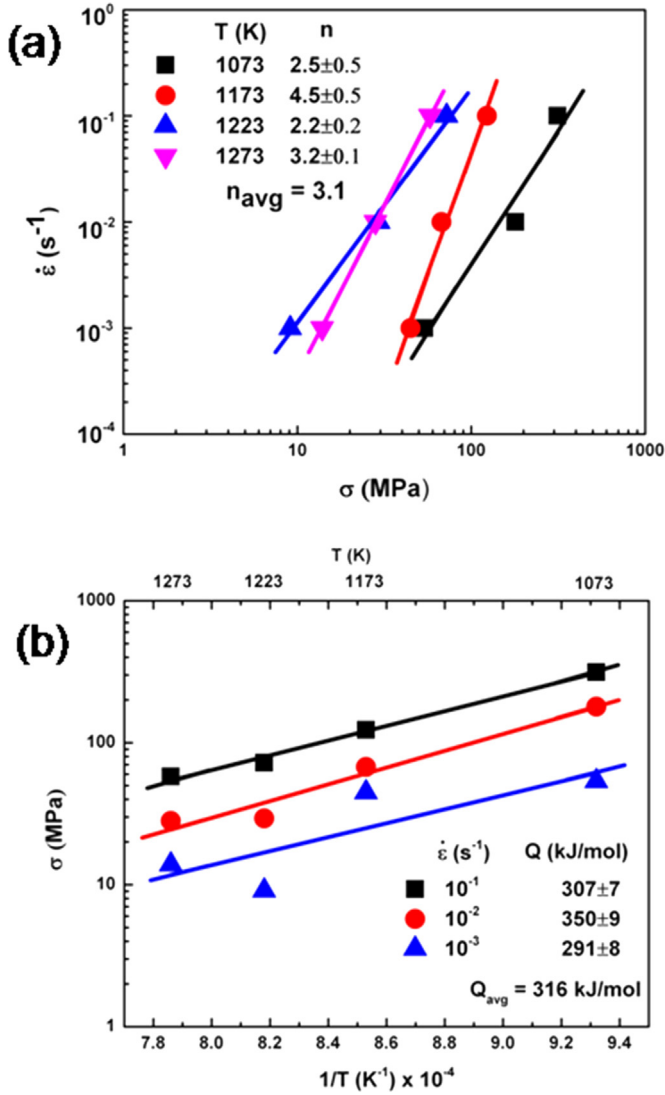 (a)
T (K) n
1073 2.5±0.5
1173 4.5±0.5
1223 2.2±0.2
1273 3.2±0.1
n_avg = 3.1
10^0
10^-1
10^-2
10^-3
10^-4
ε̇ (s^-1)
1 10 100 1000
σ (MPa)
(b)
T (K)
1273 1223 1173 1073
1000
100
10
1
σ (MPa)
ε̇ (s^-1) Q (kJ/mol)
10^-1 307±7
10^-2 350±9
10^-3 291±8
Q_avg = 316 kJ/mol
7.8 8.0 8.2 8.4 8.6 8.8 9.0 9.2 9.4
1/T (K^-1) x 10^-4